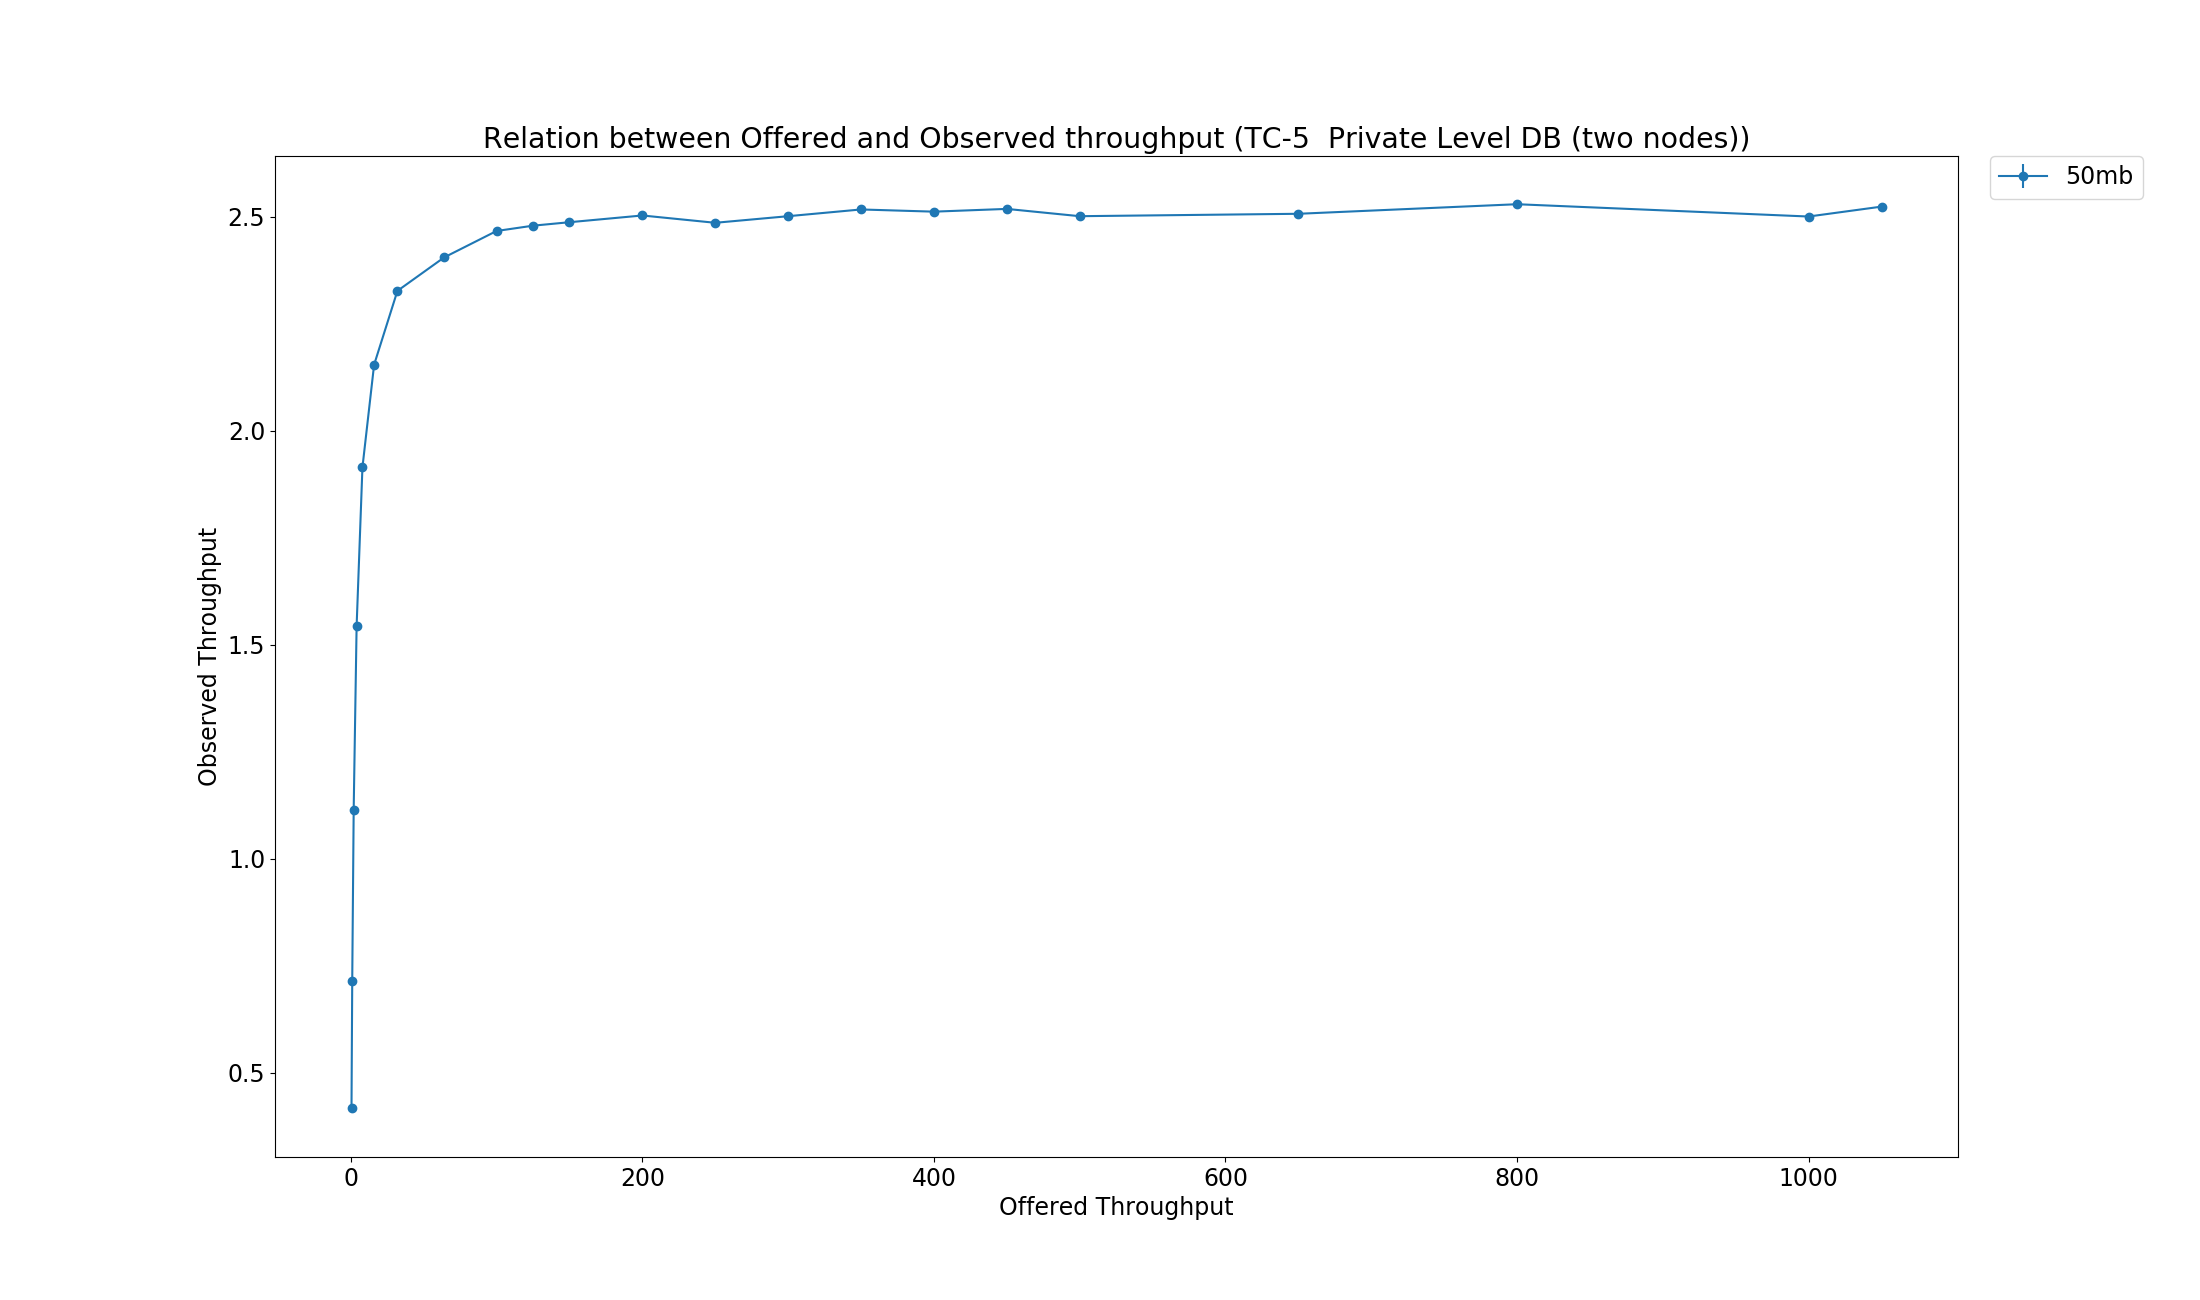 Relation between Offered and Observed throughput (TC-5  Private Level DB (two nodes))
50mb
2.5
2.0
1.5
1.0
0.5
Observed Throughput
0 200 400 600 800 1000
Offered Throughput